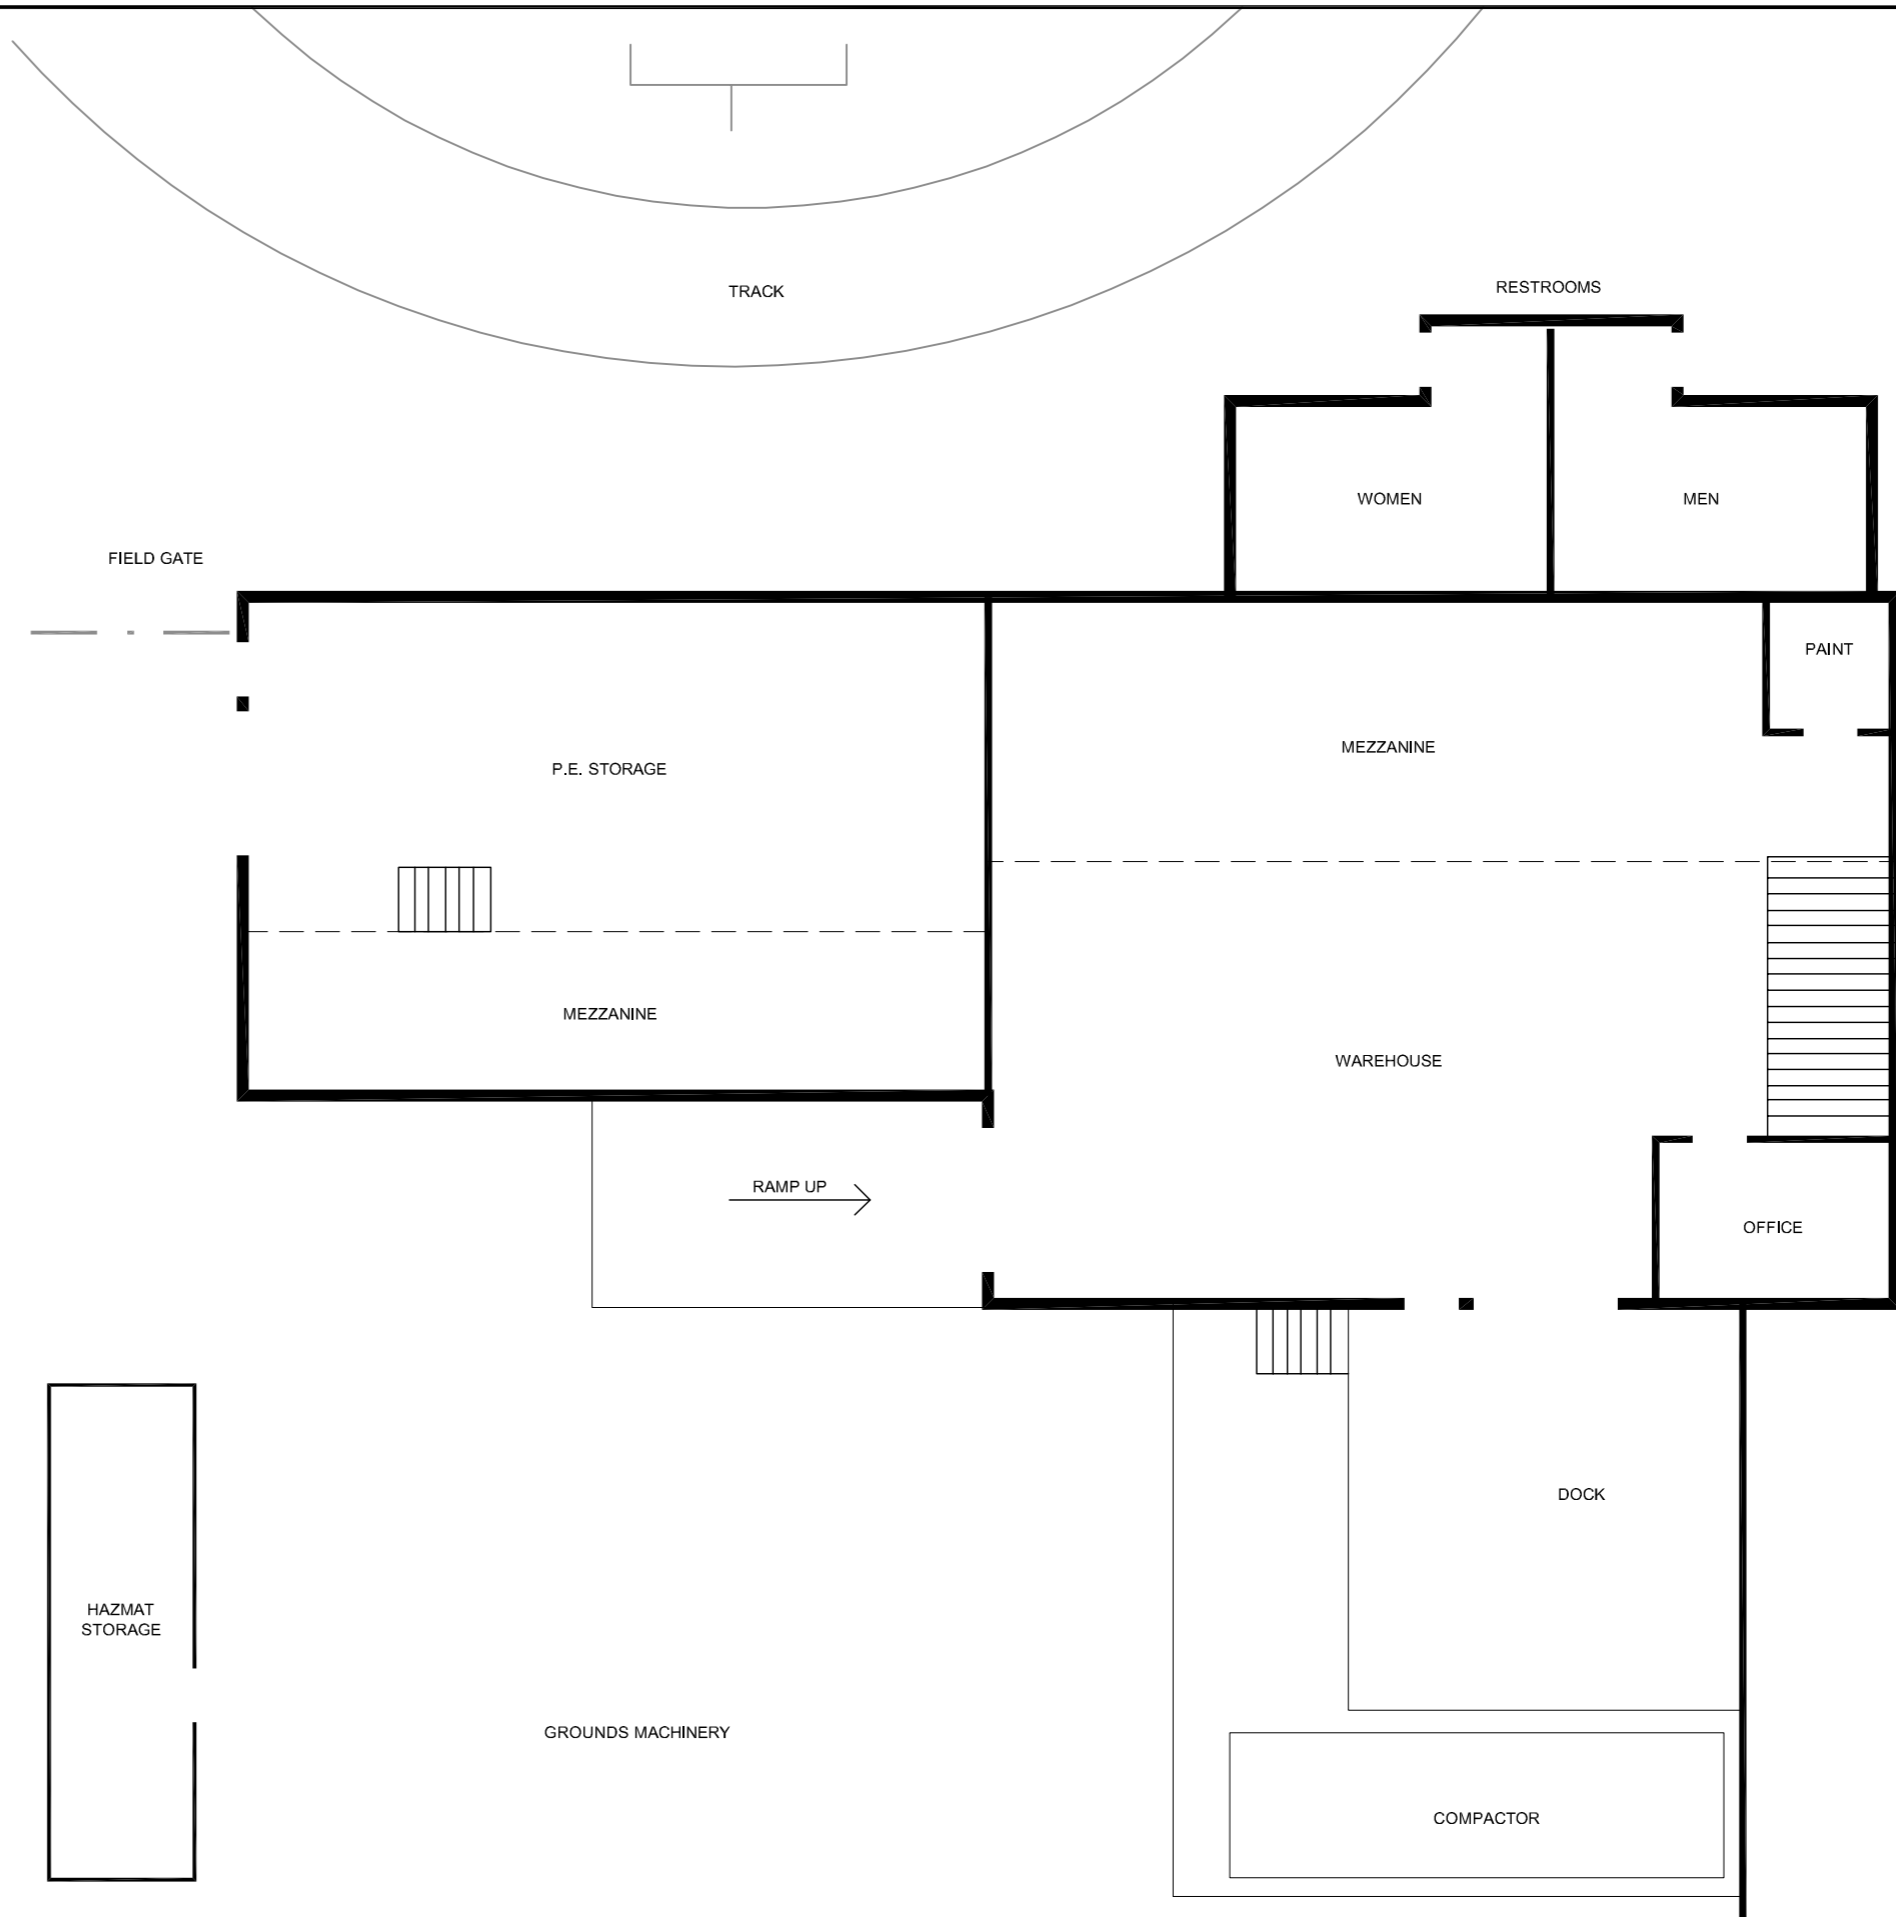 TRACK
RESTROOMS
WOMEN
MEN
FIELD GATE
PAINT
MEZZANINE
P.E. STORAGE
MEZZANINE
WAREHOUSE
RAMP UP
OFFICE
DOCK
HAZMAT
STORAGE
GROUNDS MACHINERY
COMPACTOR